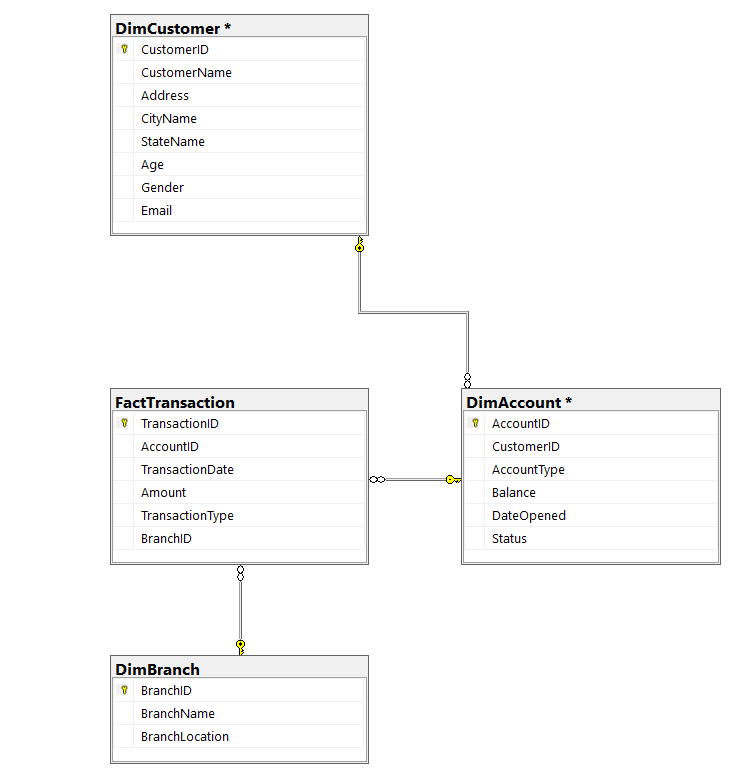 DimCustomer *
CustomerID
CustomerName
Address
CityName
StateName
Age
Gender
Email
FactTransaction
TransactionID
AccountID
TransactionDate
Amount
TransactionType
BranchID
DimAccount *
AccountID
CustomerID
AccountType
Balance
DateOpened
Status
DimBranch
BranchID
BranchName
BranchLocation